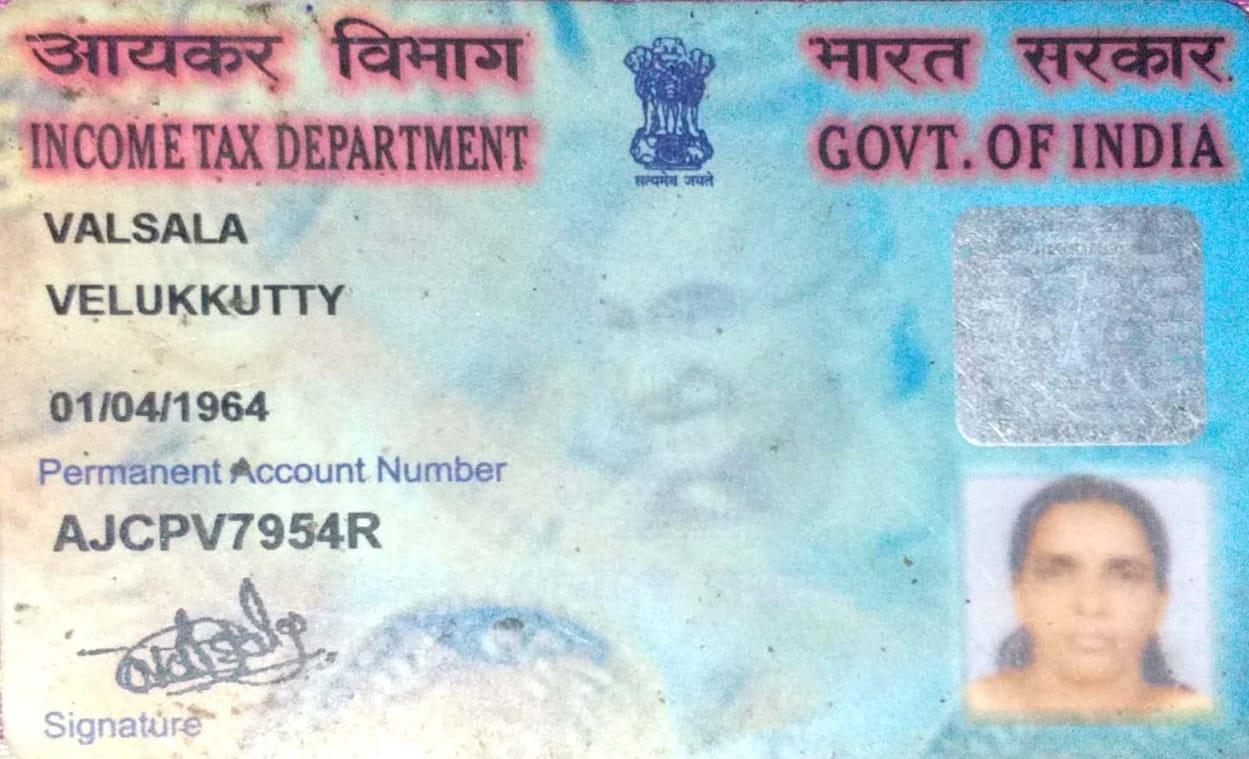 आयकर विभाग
INCOME TAX DEPARTMENT
सत्यमेव जयते
भारत सरकार
GOVT. OF INDIA
VALSALA
VELUKKUTTY
01/04/1964
Permanent Account Number
AJCPV7954R
Valsala
Signature